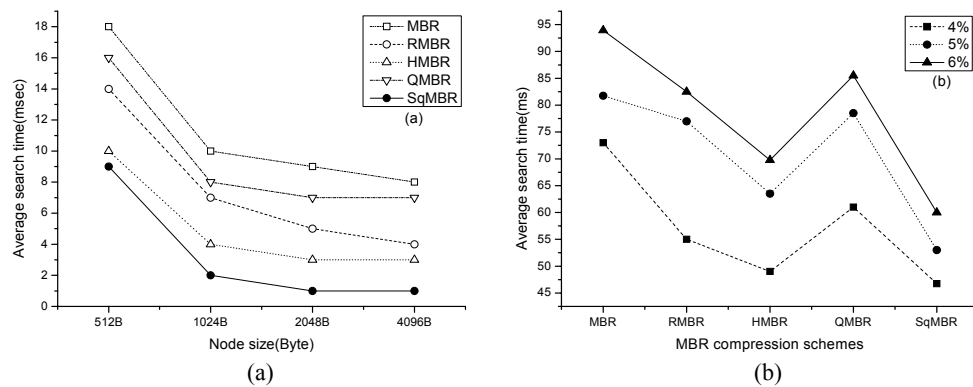 18
16
14
12
10
8
6
4
2
0
Average search time(msec)
512B
1024B
2048B
4096B
Node size(Byte)
MBR
RMBR
HMBR
QMBR
SqMBR
(a)
(a)
95
90
85
80
75
70
65
60
55
50
45
Average search time(ms)
MBR
RMBR
HMBR
QMBR
SqMBR
MBR compression schemes
4%
5%
6%
(b)
(b)